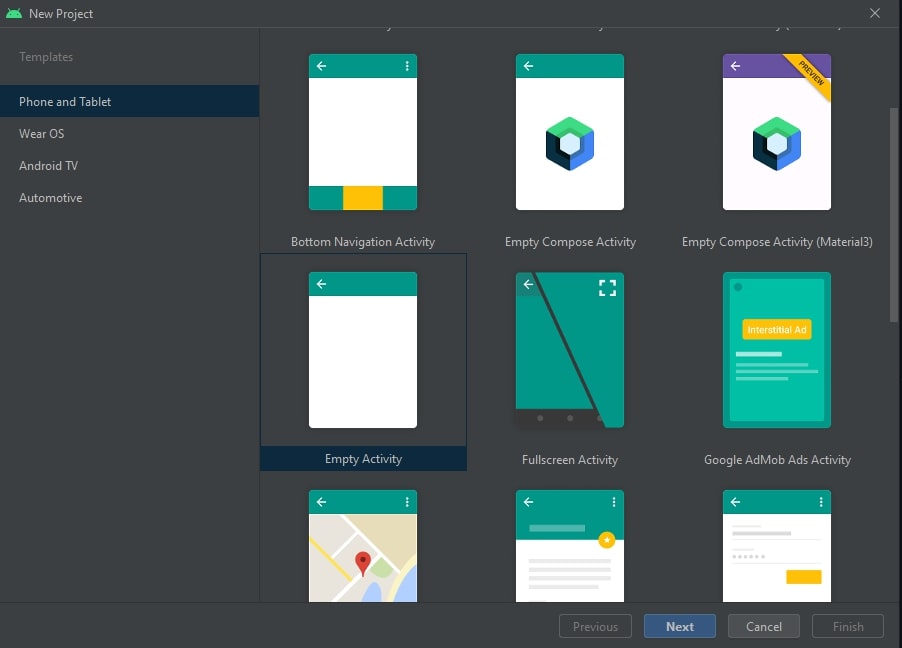 New Project
Templates
Phone and Tablet
Wear OS
Android TV
Automotive
PREVIEW
Bottom Navigation Activity
Empty Compose Activity
Empty Compose Activity (Material3)
Interstitial Ad
Empty Activity
Fullscreen Activity
Google AdMob Ads Activity
Previous
Next
Cancel
Finish